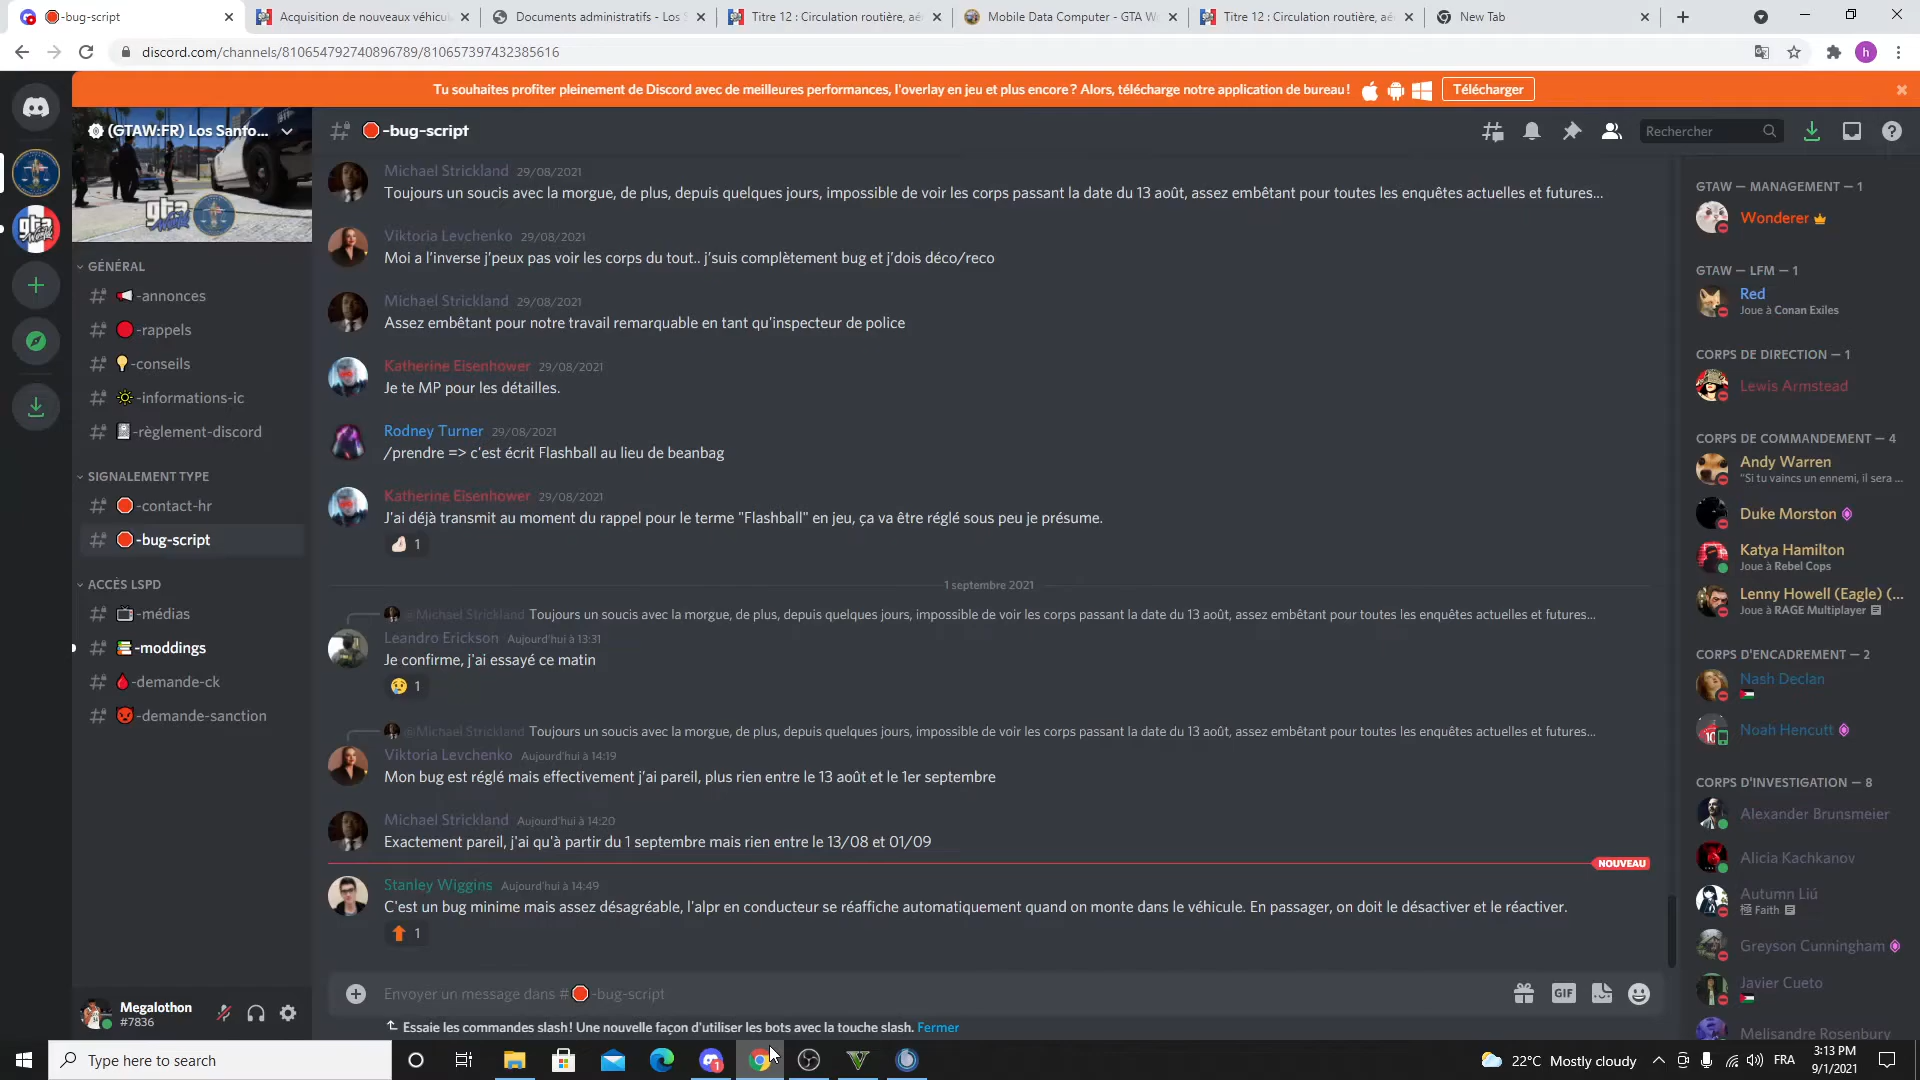 -bug-script
Acquisition de nouveaux véhicul
Documents administratifs - Los S
Titre 12 : Circulation routière, aé
Mobile Data Computer - GTA Wo
Titre 12 : Circulation routière, aé
New Tab
discord.com/channels/810654792740896789/810657397432385616
h
Tu souhaites profiter pleinement de Discord avec de meilleures performances, l'overlay en jeu et plus encore ? Alors, télécharge notre application de bureau !
Télécharger
(GTAW:FR) Los Santo...
-bug-script
Rechercher
GÉNÉRAL
-annonces
-rappels
-conseils
-informations-ic
-règlement-discord
SIGNALEMENT TYPE
-contact-hr
-bug-script
ACCÈS LSPD
-médias
-moddings
-demande-ck
-demande-sanction
Megalothon
#7836
Michael Strickland 29/08/2021
Toujours un soucis avec la morgue, de plus, depuis quelques jours, impossible de voir les corps passant la date du 13 août, assez embêtant pour toutes les enquêtes actuelles et futures...
Viktoria Levchenko 29/08/2021
Moi a l'inverse j'peux pas voir les corps du tout.. j'suis complètement bug et j'dois déco/reco
Michael Strickland 29/08/2021
Assez embêtant pour notre travail remarquable en tant qu'inspecteur de police
Katherine Eisenhower 29/08/2021
Je te MP pour les détailles.
Rodney Turner 29/08/2021
/prendre => c'est écrit Flashball au lieu de beanbag
Katherine Eisenhower 29/08/2021
J'ai déjà transmit au moment du rappel pour le terme "Flashball" en jeu, ça va être réglé sous peu je présume.
1
1 septembre 2021
@Michael Strickland Toujours un soucis avec la morgue, de plus, depuis quelques jours, impossible de voir les corps passant la date du 13 août, assez embêtant pour toutes les enquêtes actuelles et futures...
Leandro Erickson Aujourd'hui à 13:31
Je confirme, j'ai essayé ce matin
1
@Michael Strickland Toujours un soucis avec la morgue, de plus, depuis quelques jours, impossible de voir les corps passant la date du 13 août, assez embêtant pour toutes les enquêtes actuelles et futures...
Viktoria Levchenko Aujourd'hui à 14:19
Mon bug est réglé mais effectivement j'ai pareil, plus rien entre le 13 août et le 1er septembre
Michael Strickland Aujourd'hui à 14:20
Exactement pareil, j'ai qu'à partir du 1 septembre mais rien entre le 13/08 et 01/09
NOUVEAU
Stanley Wiggins Aujourd'hui à 14:49
C'est un bug minime mais assez désagréable, l'alpr en conducteur se réaffiche automatiquement quand on monte dans le véhicule. En passager, on doit le désactiver et le réactiver.
1
Envoyer un message dans # -bug-script
GIF
Essaie les commandes slash ! Une nouvelle façon d'utiliser les bots avec la touche slash. Fermer
GTAW — MANAGEMENT — 1
Wonderer
GTAW — LFM — 1
Red
Joue à Conan Exiles
CORPS DE DIRECTION — 1
Lewis Armstead
CORPS DE COMMANDEMENT — 4
Andy Warren
"Si tu vaincs un ennemi, il sera ...
Duke Morston
Katya Hamilton
Joue à Rebel Cops
Lenny Howell (Eagle) (...
Joue à RAGE Multiplayer
CORPS D'ENCADREMENT — 2
Nash Declan
Noah Hencutt
CORPS D'INVESTIGATION — 8
Alexander Brunsmeier
Alicia Kachkanov
Autumn Liú
極 Faith
Greyson Cunningham
Javier Cueto
Melisandre Rosenbury
Type here to search
22°C Mostly cloudy
FRA
3:13 PM
9/1/2021